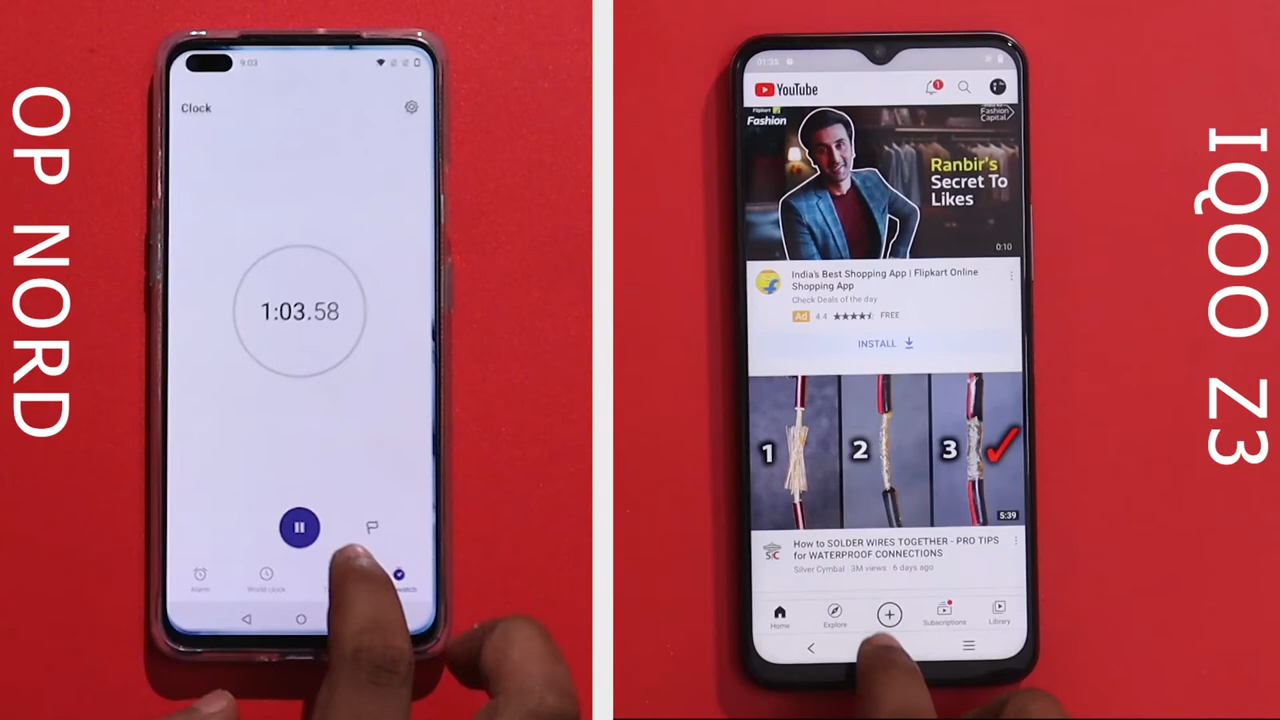 OP NORD
9:03
Clock
1:03.58
Alarm
World clock
01:35
YouTube
1
Flipkart
Fashion
Fashion
Capital
Ranbir's
Secret To
Likes
0:10
India's Best Shopping App | Flipkart Online
Shopping App
Check Deals of the day
Ad 4.4 FREE
INSTALL
1 2 3
5:39
How to SOLDER WIRES TOGETHER - PRO TIPS
for WATERPROOF CONNECTIONS
SIC
Silver Cymbal · 3M views · 6 days ago
Home
Explore
Subscriptions
Library
IQOO Z3